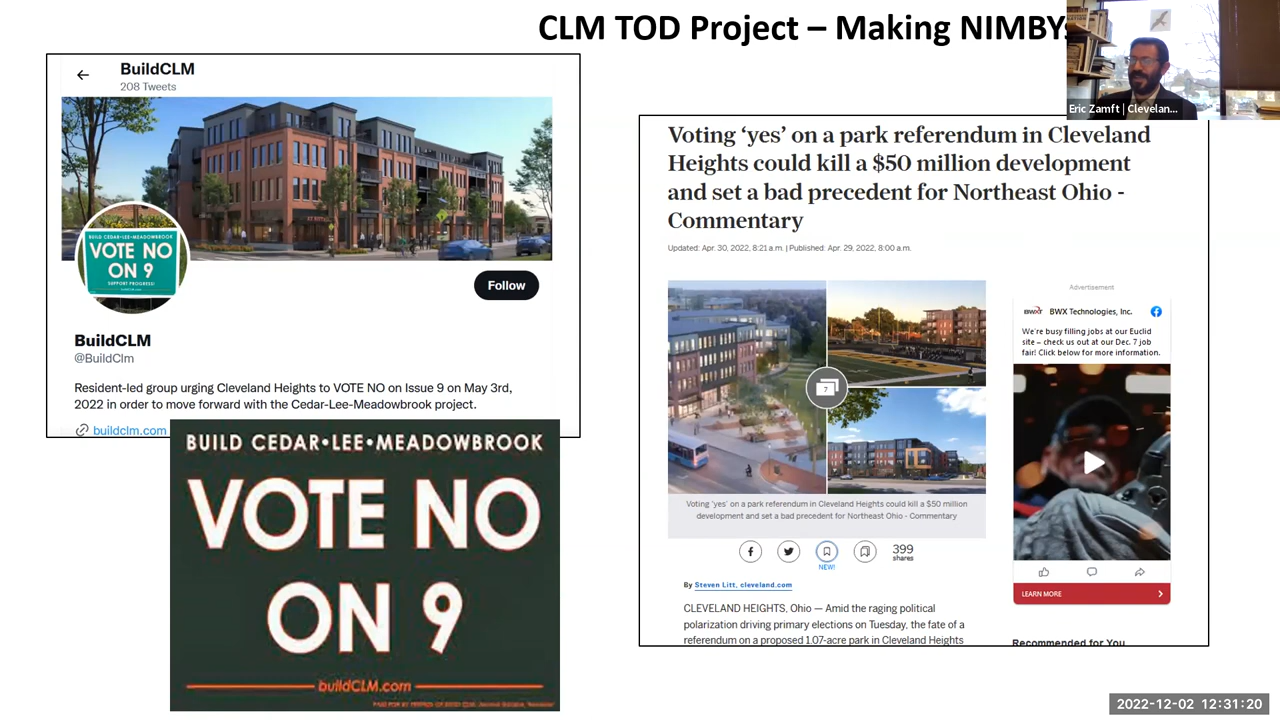 CLM TOD Project – Making NIMBYs
Eric Zamft | Clevelan...
BuildCLM
208 Tweets
BUILD CEDAR-LEE-MEADOWBROOK
VOTE NO
ON 9
SUPPORT PROGRESS!
Follow
BuildCLM
@BuildClm
Resident-led group urging Cleveland Heights to VOTE NO on Issue 9 on May 3rd,
2022 in order to move forward with the Cedar-Lee-Meadowbrook project.
buildclm.com
BUILD CEDAR•LEE•MEADOWBROOK
VOTE NO
ON 9
buildCLM.com
Voting ‘yes’ on a park referendum in Cleveland
Heights could kill a $50 million development
and set a bad precedent for Northeast Ohio -
Commentary
Updated: Apr. 30, 2022, 8:21 a.m. | Published: Apr. 29, 2022, 8:00 a.m.
7
Voting 'yes' on a park referendum in Cleveland Heights could kill a $50 million
development and set a bad precedent for Northeast Ohio - Commentary
NEW!
399
shares
By Steven Litt, cleveland.com
CLEVELAND HEIGHTS, Ohio — Amid the raging political
polarization driving primary elections on Tuesday, the fate of a
referendum on a proposed 1.07-acre park in Cleveland Heights
Advertisement
BWXT
BWX Technologies, Inc.
We're busy filling jobs at our Euclid
site – check us out at our Dec. 7 job
fair! Click below for more information.
LEARN MORE
Recommended for You
2022-12-02 12:31:20